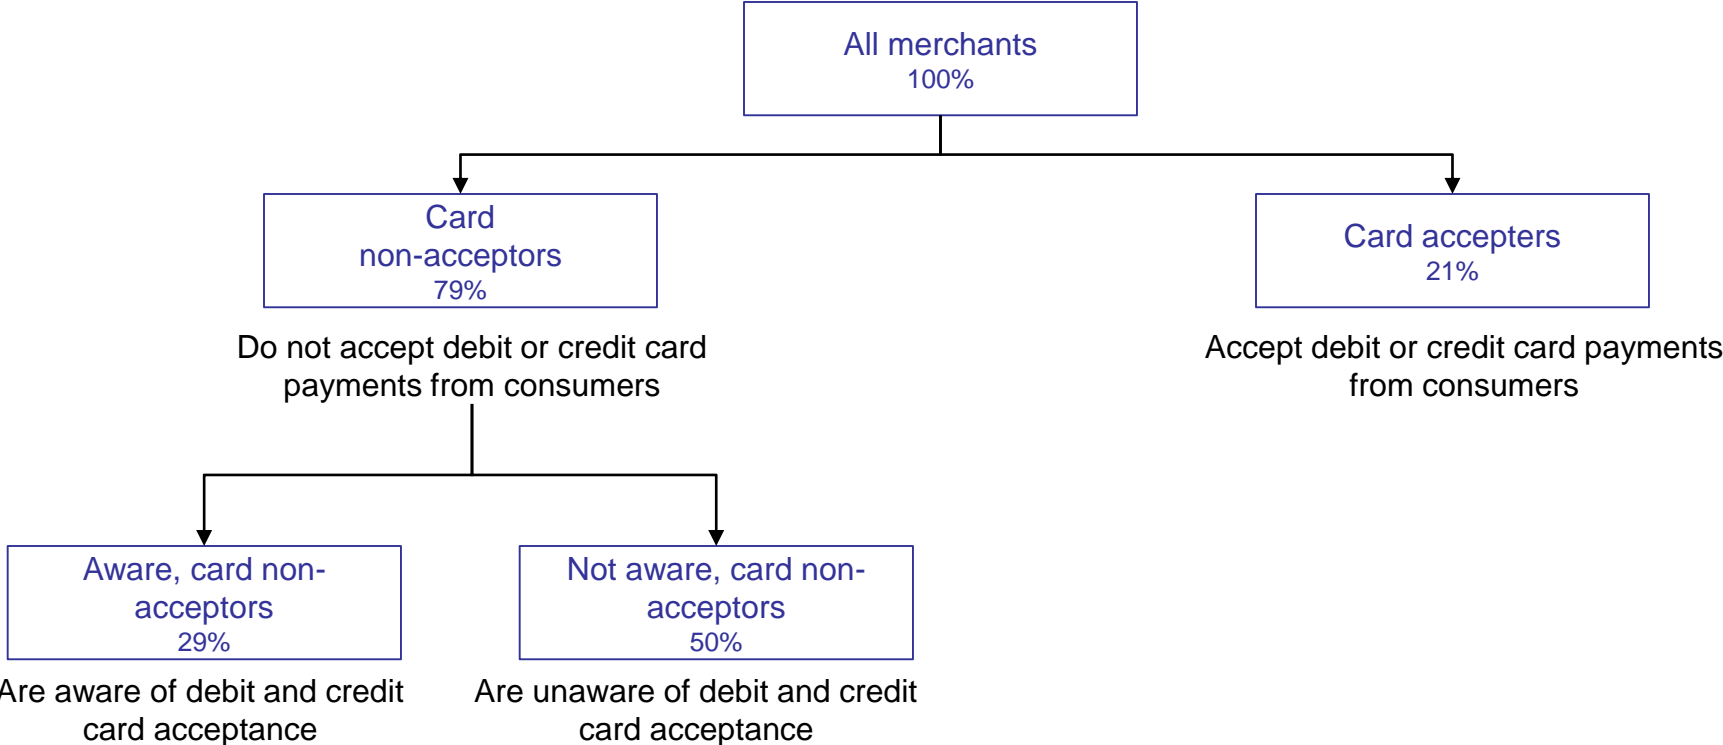 All merchants
100%
Card
non-acceptors
79%
Card accepters
21%
Do not accept debit or credit card
payments from consumers
Accept debit or credit card payments
from consumers
Aware, card non-
acceptors
29%
Not aware, card non-
acceptors
50%
Are aware of debit and credit
card acceptance
Are unaware of debit and credit
card acceptance